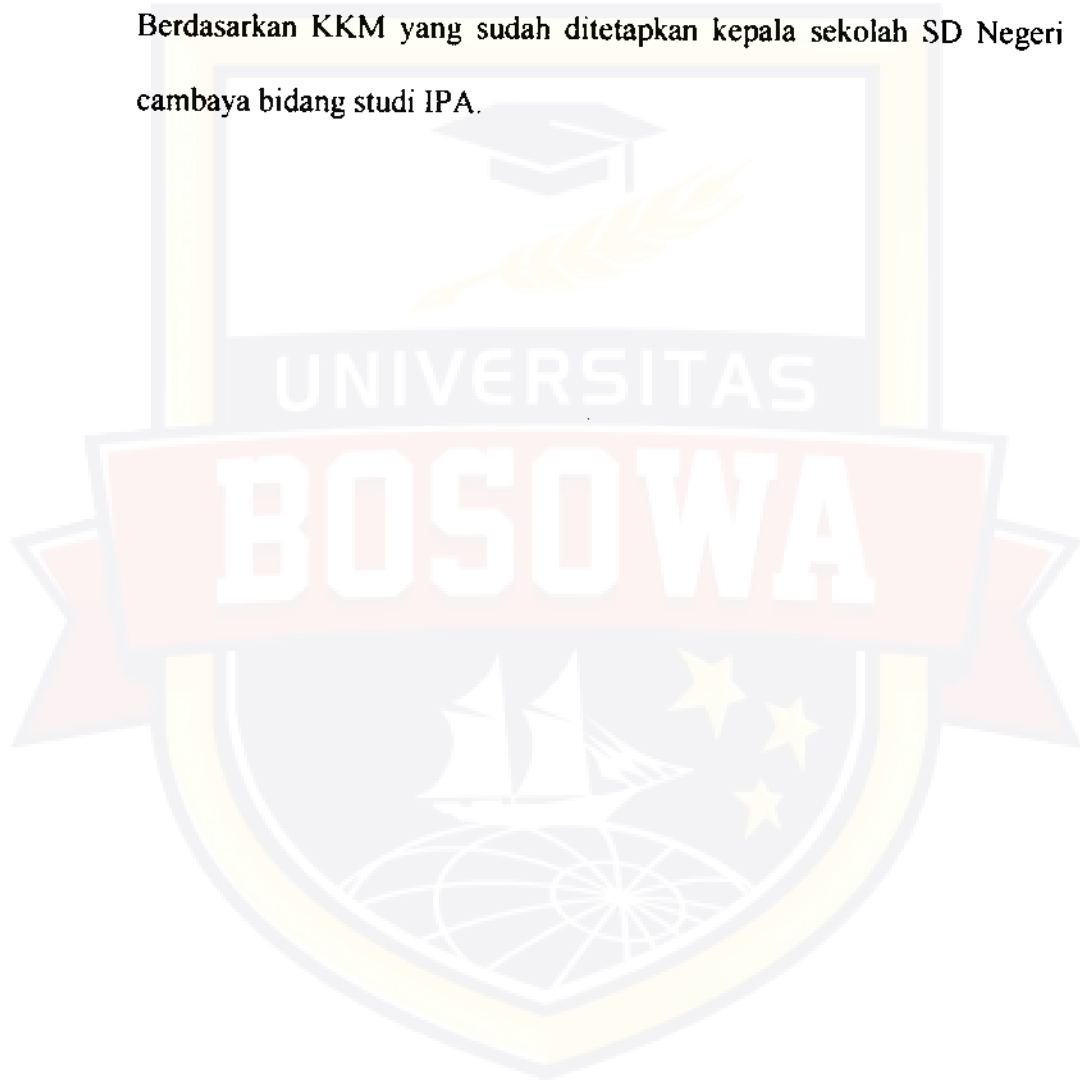 Berdasarkan KKM yang sudah ditetapkan kepala sekolah SD Negeri
cambaya bidang studi IPA.
UNIVERSITAS
BOSOWA